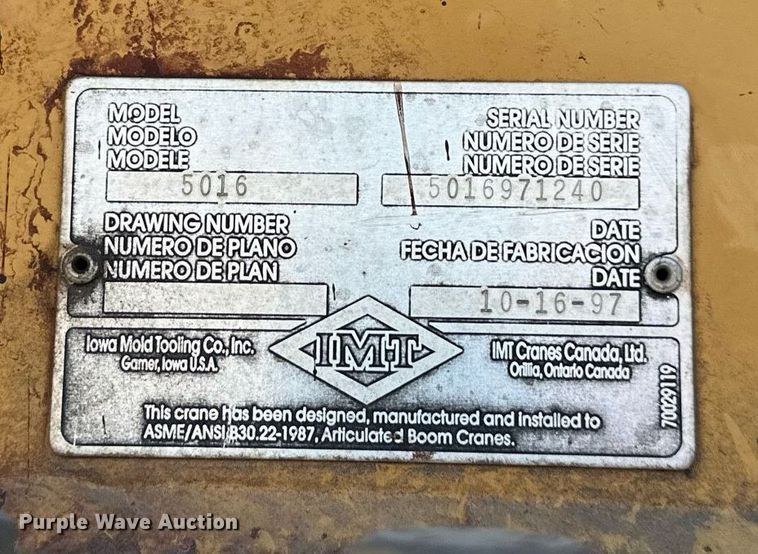 MODEL
MODELO
MODELE
5016
SERIAL NUMBER
NUMERO DE SERIE
NUMERO DE SERIE
5016971240
DRAWING NUMBER
NUMERO DE PLANO
NUMERO DE PLAN
DATE
FECHA DE FABRICACION
DATE
10-16-97
Iowa Mold Tooling Co., Inc.
Garner, Iowa U.S.A.
IMT
IMT Cranes Canada, Ltd.
Orillia, Ontario Canada
70029119
This crane has been designed, manufactured and installed to
ASME/ANSI B30.22-1987, Articulated Boom Cranes.
Purple Wave Auction